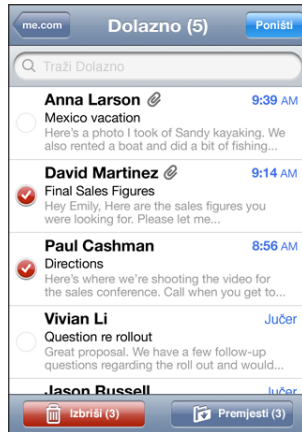 me.com
Dolazno (5)
Poništi
Traži Dolazno
Anna Larson
9:39 AM
Mexico vacation
Here's a photo I took of Sandy kayaking. We
also rented a boat and did a bit of fishing...
David Martinez
9:14 AM
Final Sales Figures
Hey Emily, Here are the sales figures you
were looking for. Please let me...
Paul Cashman
8:56 AM
Directions
Here's where we're shooting the video for
the sales conference. Call when you get to...
Vivian Li
Jučer
Question re rollout
Great proposal. We have a few follow-up
questions regarding the roll out and would...
Jason Russell
Jučer
Izbriši (3)
Premjesti (3)